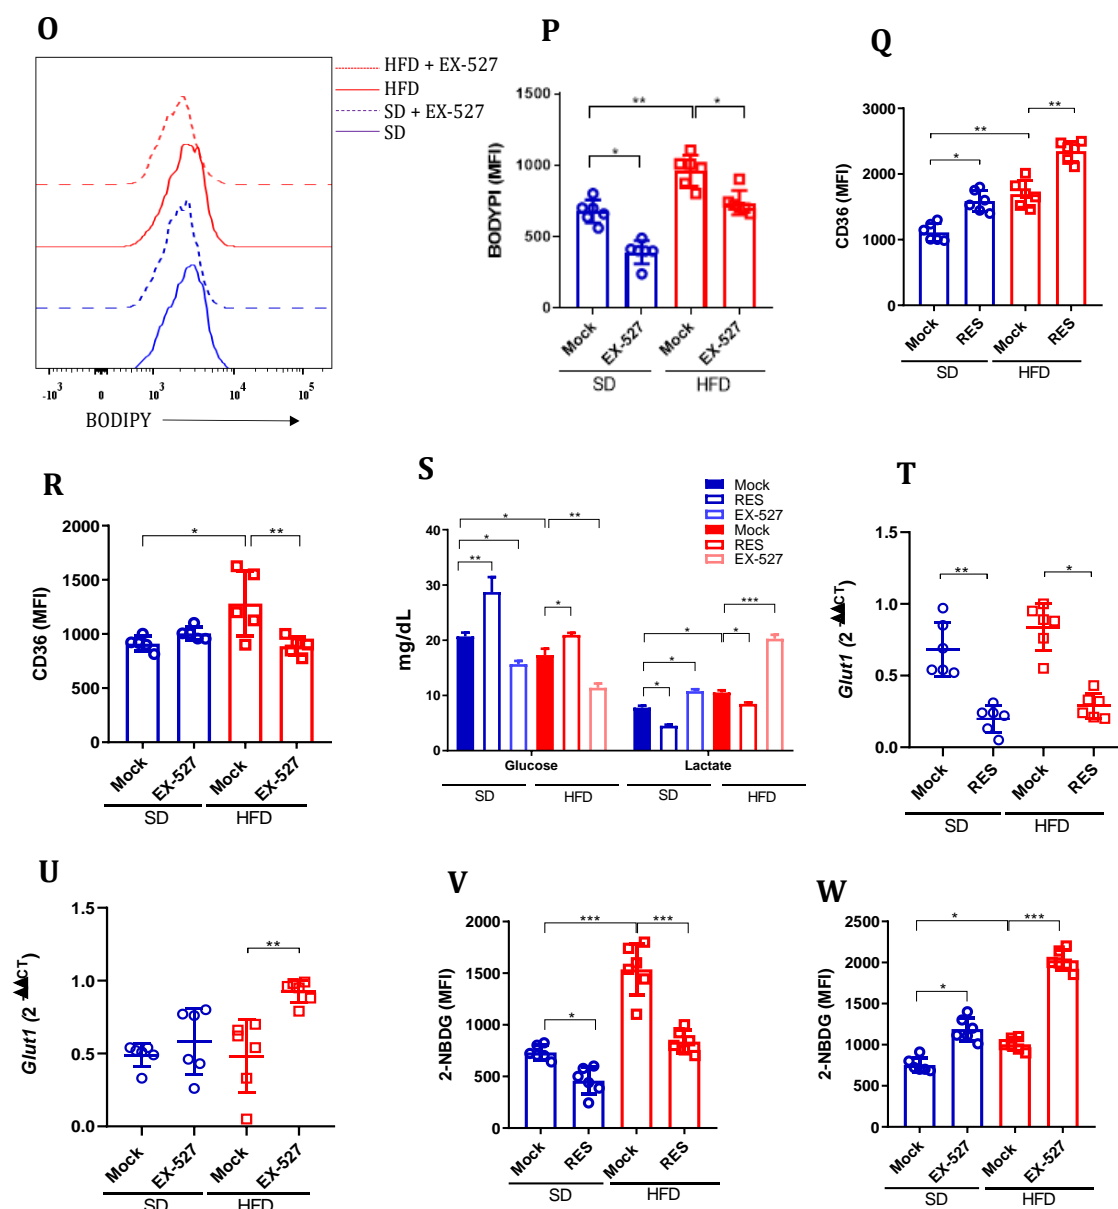 O
HFD + EX-527
HFD
SD + EX-527
SD
-10^3 0 10^3 10^4 10^5
BODIPY
P
BODYPI (MFI)
1500
1000
500
0
** *
*
Mock EX-527 Mock EX-527
SD HFD
Q
CD36 (MFI)
3000
2000
1000
0
**
**
*
Mock RES Mock RES
SD HFD
R
CD36 (MFI)
2000
1500
1000
500
0
* **
Mock EX-527 Mock EX-527
SD HFD
S
Mock
RES
EX-527
Mock
RES
EX-527
mg/dL
40
30
20
10
0
* **
*
**
*
***
* *
*
*
Glucose Lactate
SD HFD SD HFD
T
Glut1 (2^-▲▲CT)
1.5
1.0
0.5
0.0
** *
Mock RES Mock RES
SD HFD
U
Glut1 (2^-▲▲CT)
1.5
1.0
0.5
0.0
**
Mock EX-527 Mock EX-527
SD HFD
V
2-NBDG (MFI)
2000
1500
1000
500
0
*** ***
*
Mock RES Mock RES
SD HFD
W
2-NBDG (MFI)
2500
2000
1500
1000
500
0
* ***
*
Mock EX-527 Mock EX-527
SD HFD